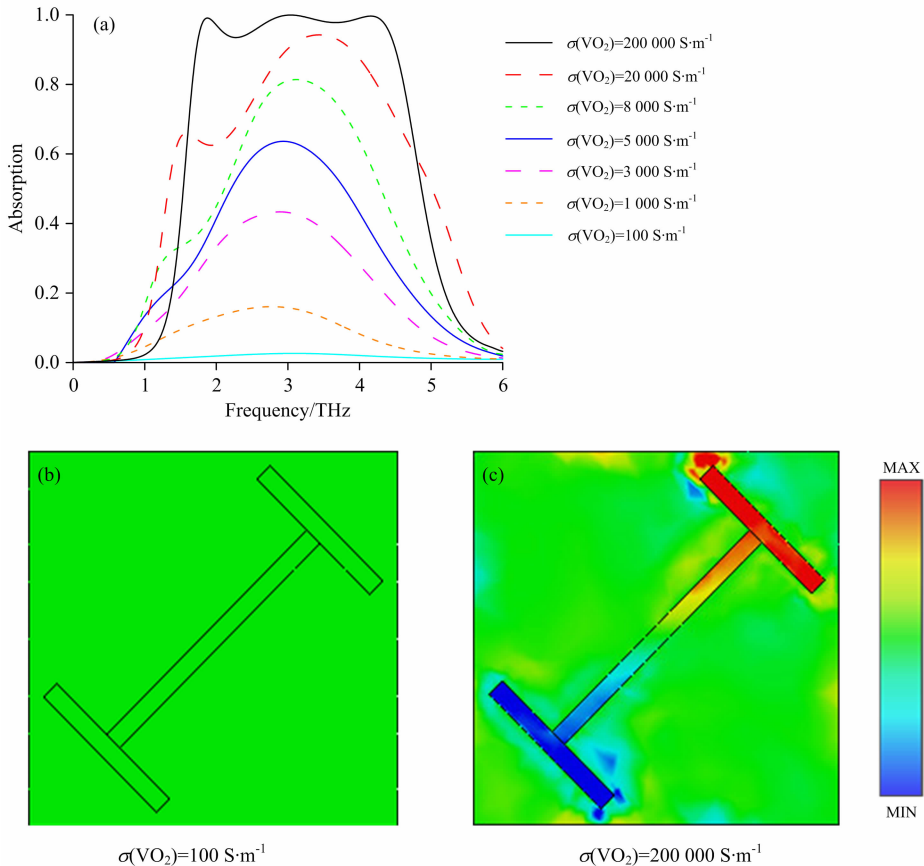 (a)
1.0
0.8
0.6
0.4
0.2
0.0
Absorption
0 1 2 3 4 5 6
Frequency/THz
σ(VO₂)=200 000 S·m⁻¹
σ(VO₂)=20 000 S·m⁻¹
σ(VO₂)=8 000 S·m⁻¹
σ(VO₂)=5 000 S·m⁻¹
σ(VO₂)=3 000 S·m⁻¹
σ(VO₂)=1 000 S·m⁻¹
σ(VO₂)=100 S·m⁻¹
(b)
σ(VO₂)=100 S·m⁻¹
(c)
σ(VO₂)=200 000 S·m⁻¹
MAX
MIN